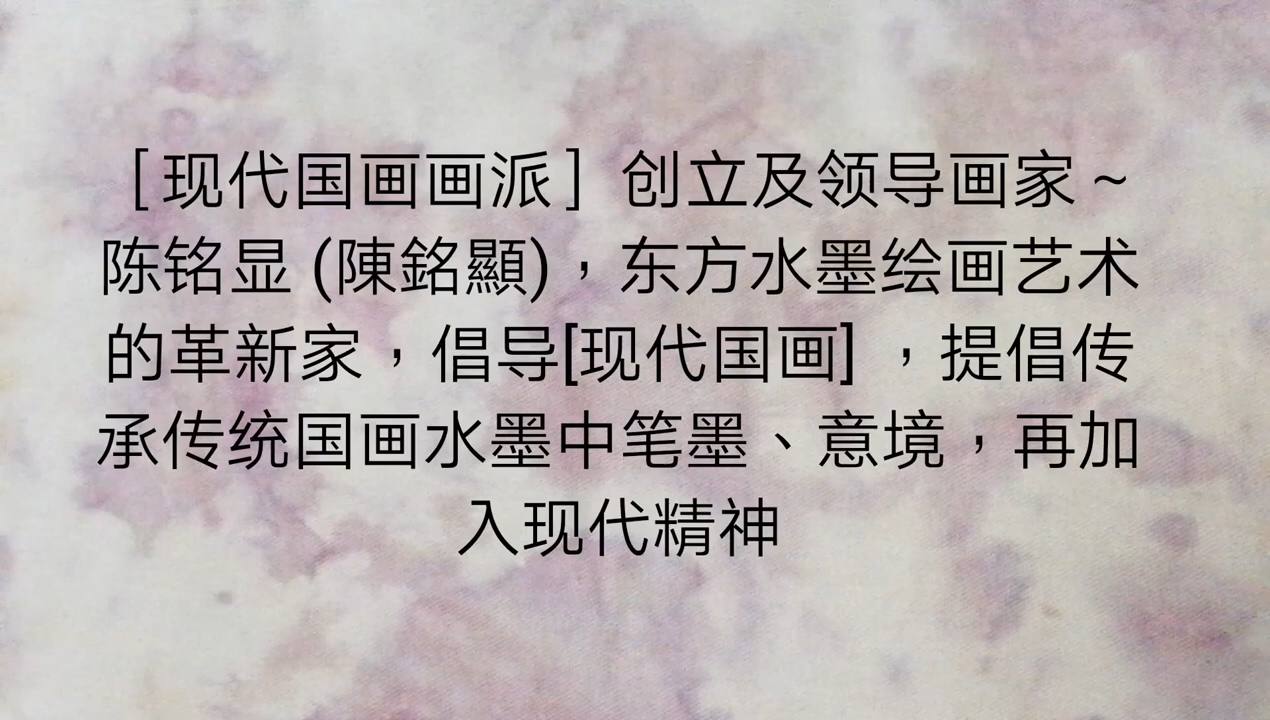 ［现代国画画派］创立及领导画家～
陈铭显 (陳銘顯)，东方水墨绘画艺术
的革新家，倡导[现代国画] ，提倡传
承传统国画水墨中笔墨、意境，再加
入现代精神